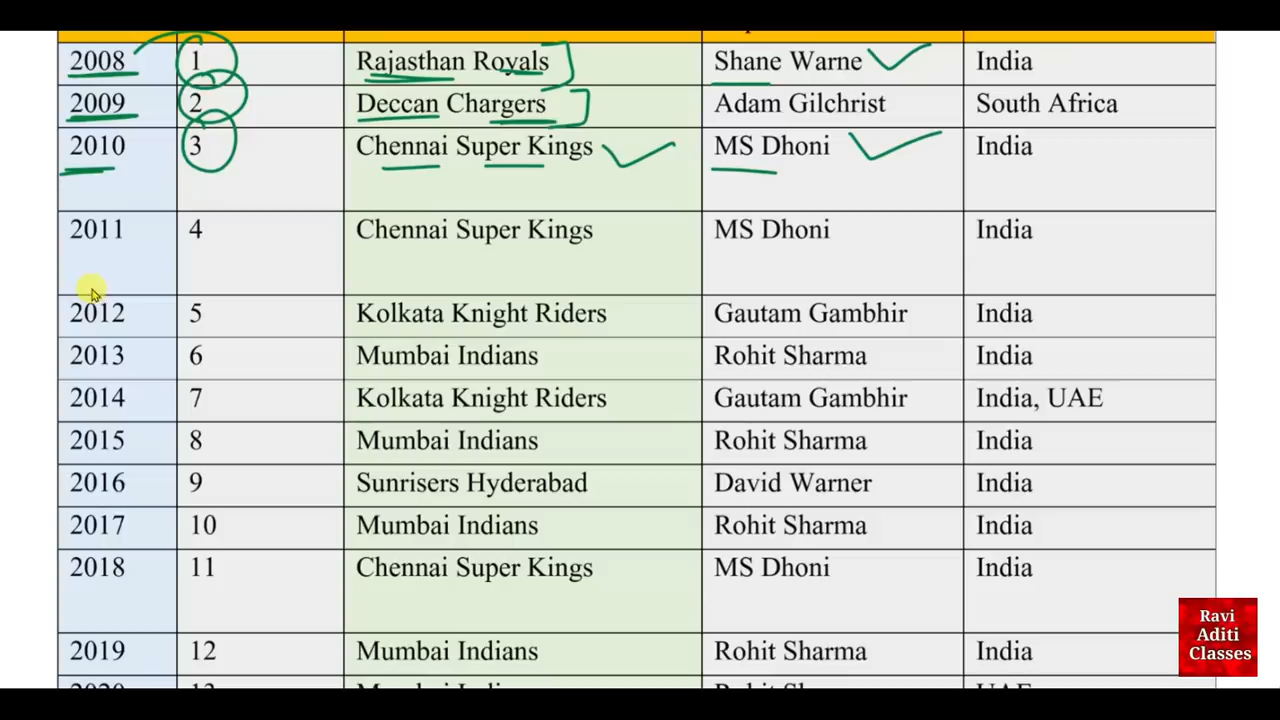 2008 1 Rajasthan Royals Shane Warne India
2009 2 Deccan Chargers Adam Gilchrist South Africa
2010 3 Chennai Super Kings MS Dhoni India
2011 4 Chennai Super Kings MS Dhoni India
2012 5 Kolkata Knight Riders Gautam Gambhir India
2013 6 Mumbai Indians Rohit Sharma India
2014 7 Kolkata Knight Riders Gautam Gambhir India, UAE
2015 8 Mumbai Indians Rohit Sharma India
2016 9 Sunrisers Hyderabad David Warner India
2017 10 Mumbai Indians Rohit Sharma India
2018 11 Chennai Super Kings MS Dhoni India
2019 12 Mumbai Indians Rohit Sharma India
Ravi
Aditi
Classes